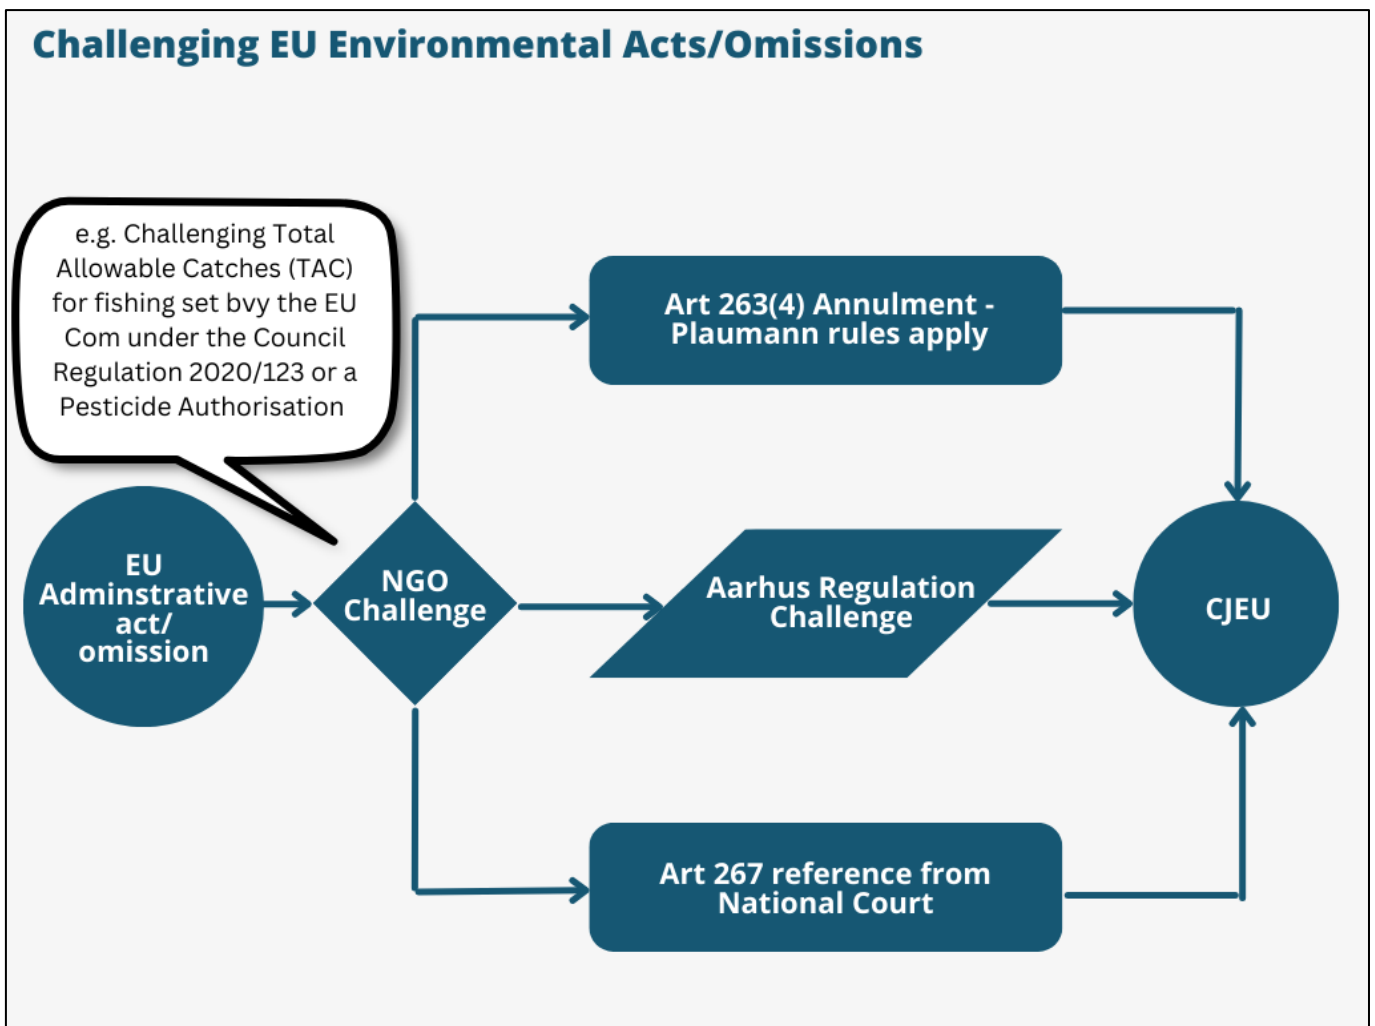 Challenging EU Environmental Acts/Omissions
e.g. Challenging Total
Allowable Catches (TAC)
for fishing set bvy the EU
Com under the Council
Regulation 2020/123 or a
Pesticide Authorisation
Art 263(4) Annulment -
Plaumann rules apply
EU
Adminstrative
act/
omission
NGO
Challenge
Aarhus Regulation
Challenge
CJEU
Art 267 reference from
National Court